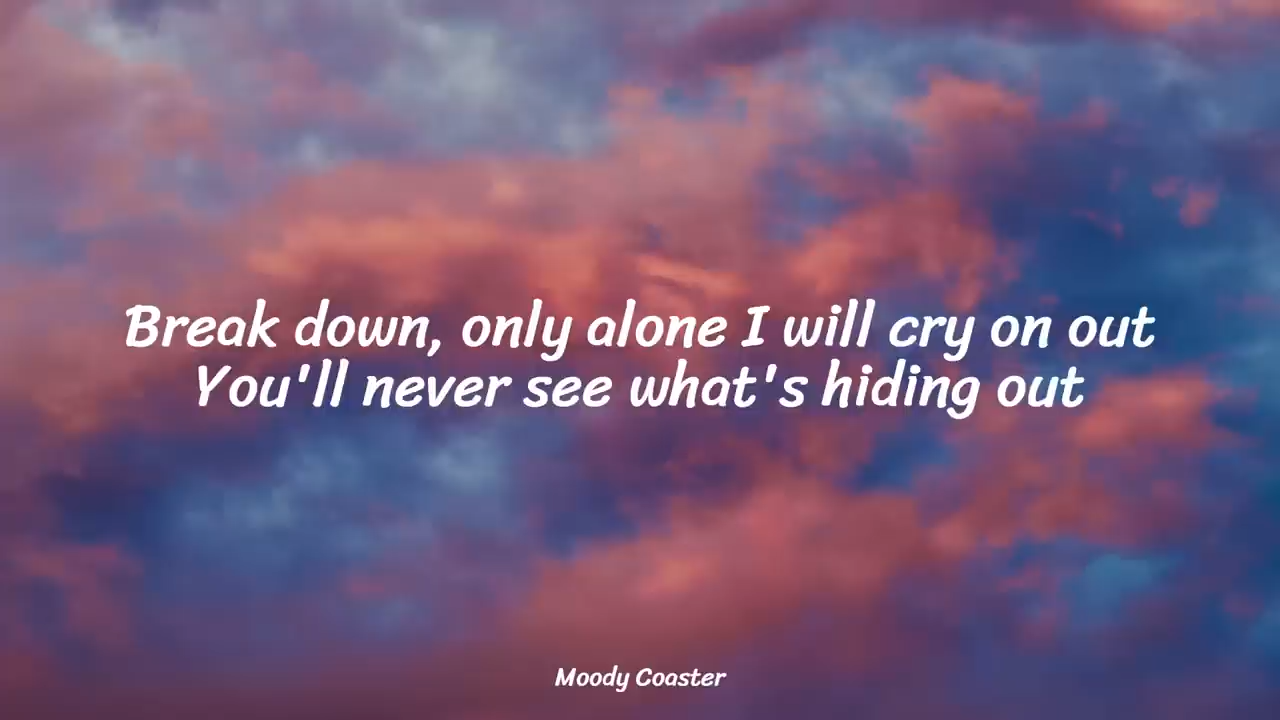 Break down, only alone I will cry on out
You'll never see what's hiding out
Moody Coaster